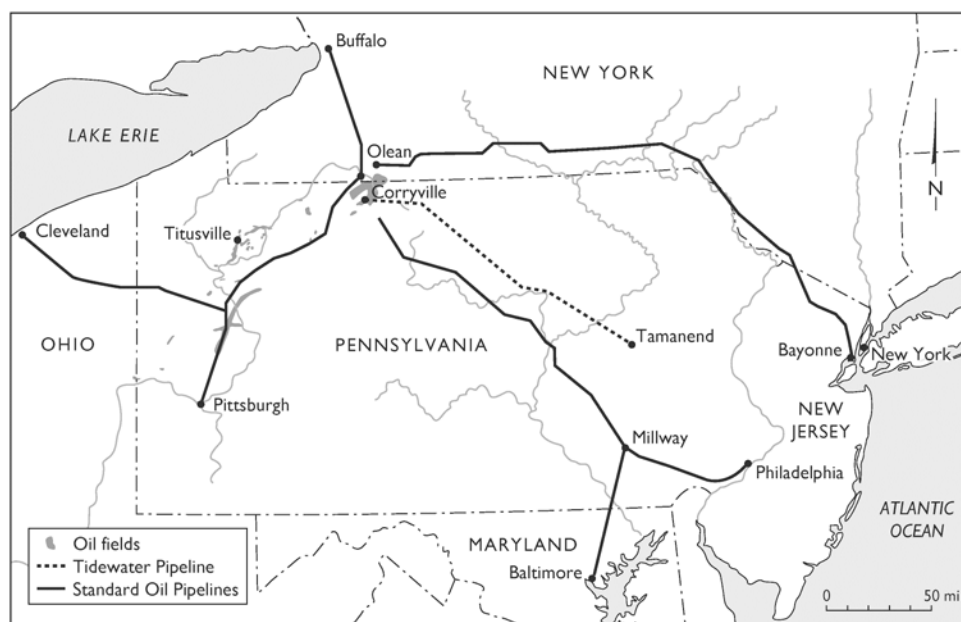 Buffalo
NEW YORK
LAKE ERIE
Olean
Corryville
N
Cleveland
Titusville
Tamanend
OHIO
PENNSYLVANIA
Bayonne
New York
Pittsburgh
NEW
JERSEY
Millway
Philadelphia
ATLANTIC
OCEAN
Oil fields
Tidewater Pipeline
Standard Oil Pipelines
MARYLAND
Baltimore
0
50 mi